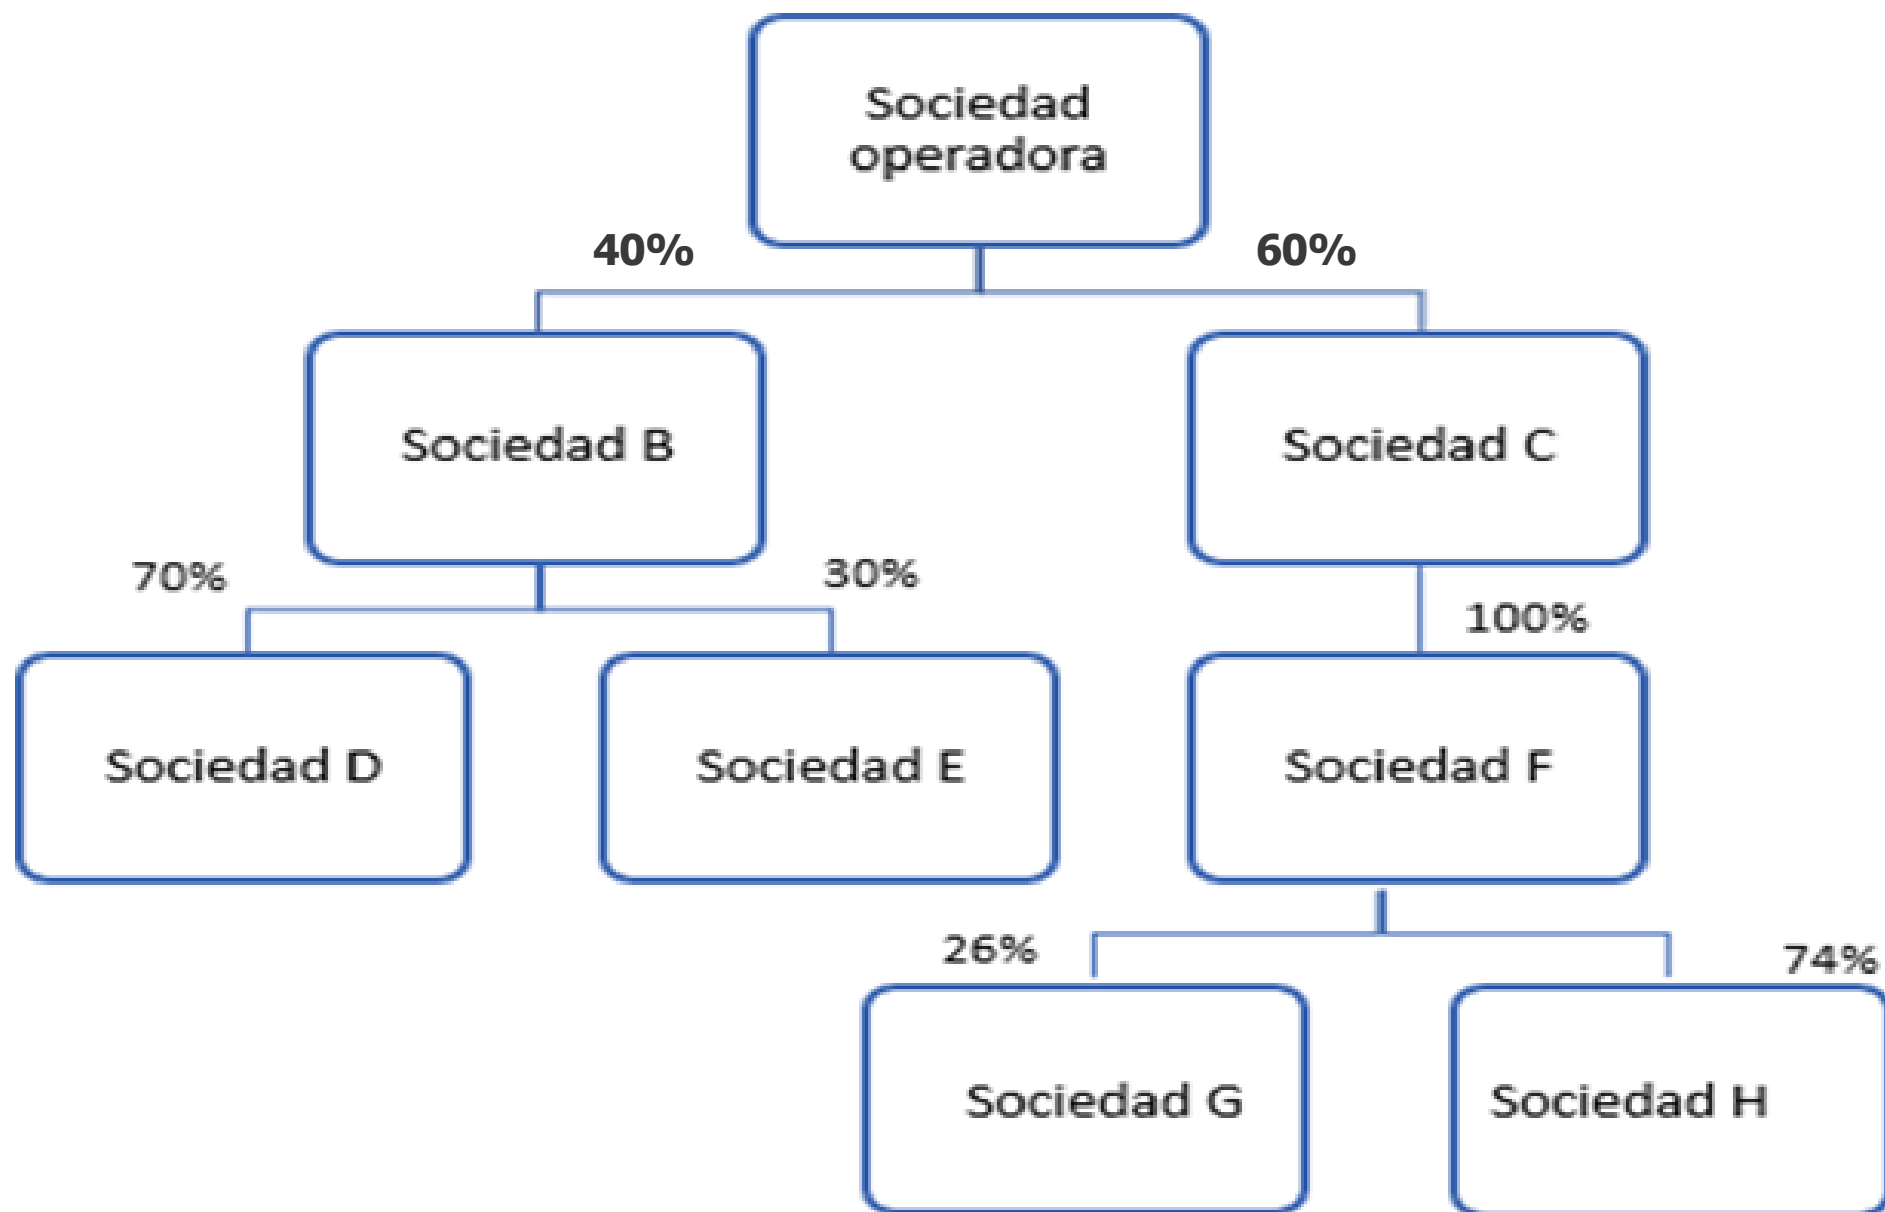 Sociedad
operadora
40%
60%
Sociedad B
Sociedad C
70%
30%
100%
Sociedad D
Sociedad E
Sociedad F
26%
74%
Sociedad G
Sociedad H